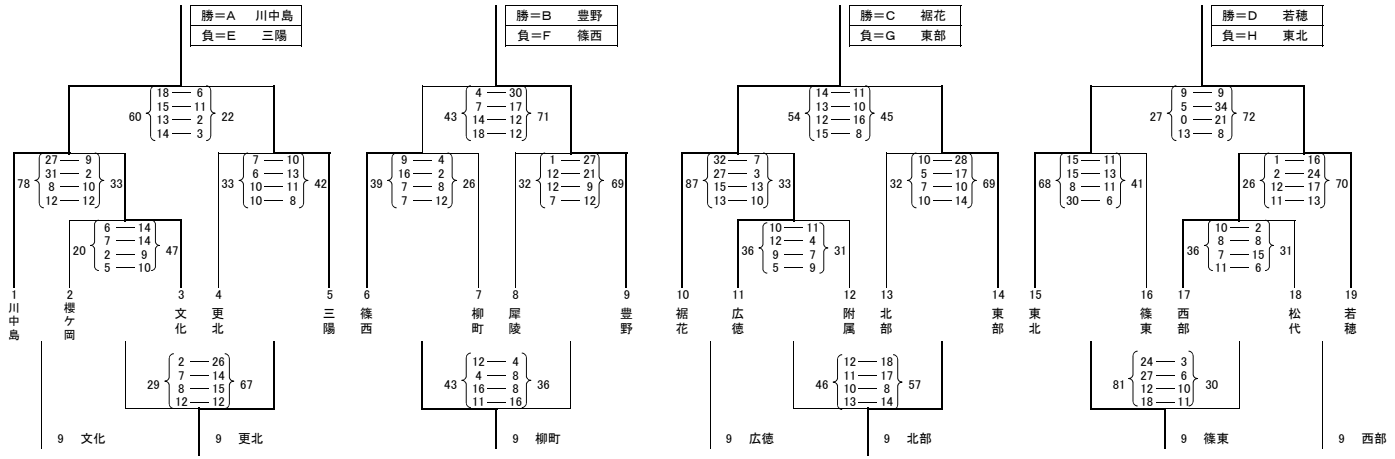 勝＝A 川中島
負＝E 三陽
勝＝B 豊野
負＝F 篠西
勝＝C 裾花
負＝G 東部
勝＝D 若穂
負＝H 東北
60 18 — 6 22
15 — 11
13 — 2
14 — 3
43 4 — 30 71
7 — 17
14 — 12
18 — 12
54 14 — 11 45
13 — 10
12 — 16
15 — 8
27 9 — 9 72
5 — 34
0 — 21
13 — 8
78 27 — 9 33
31 — 2
8 — 10
12 — 12
33 7 — 10 42
6 — 13
10 — 11
10 — 8
39 9 — 4 26
16 — 2
7 — 8
7 — 12
32 1 — 27 69
12 — 21
12 — 9
7 — 12
87 32 — 7 33
27 — 3
15 — 13
13 — 10
32 10 — 28 69
5 — 17
7 — 10
10 — 14
68 15 — 11 41
15 — 13
8 — 11
30 — 6
26 1 — 16 70
2 — 24
12 — 17
11 — 13
20 6 — 14 47
7 — 14
2 — 9
5 — 10
36 10 — 11 31
12 — 4
9 — 7
5 — 9
36 10 — 2 31
8 — 8
7 — 15
11 — 6
1 川中島
2 櫻ケ岡
3 文化
4 更北
5 三陽
6 篠西
7 柳町
8 犀陵
9 豊野
10 裾花
11 広徳
12 附属
13 北部
14 東部
15 東北
16 篠東
17 西部
18 松代
19 若穂
29 2 — 26 67
7 — 14
8 — 15
12 — 12
43 12 — 4 36
4 — 8
16 — 8
11 — 16
46 12 — 18 57
11 — 17
10 — 8
13 — 14
81 24 — 3 30
27 — 6
12 — 10
18 — 11
9 文化
9 更北
9 柳町
9 広徳
9 北部
9 篠東
9 西部